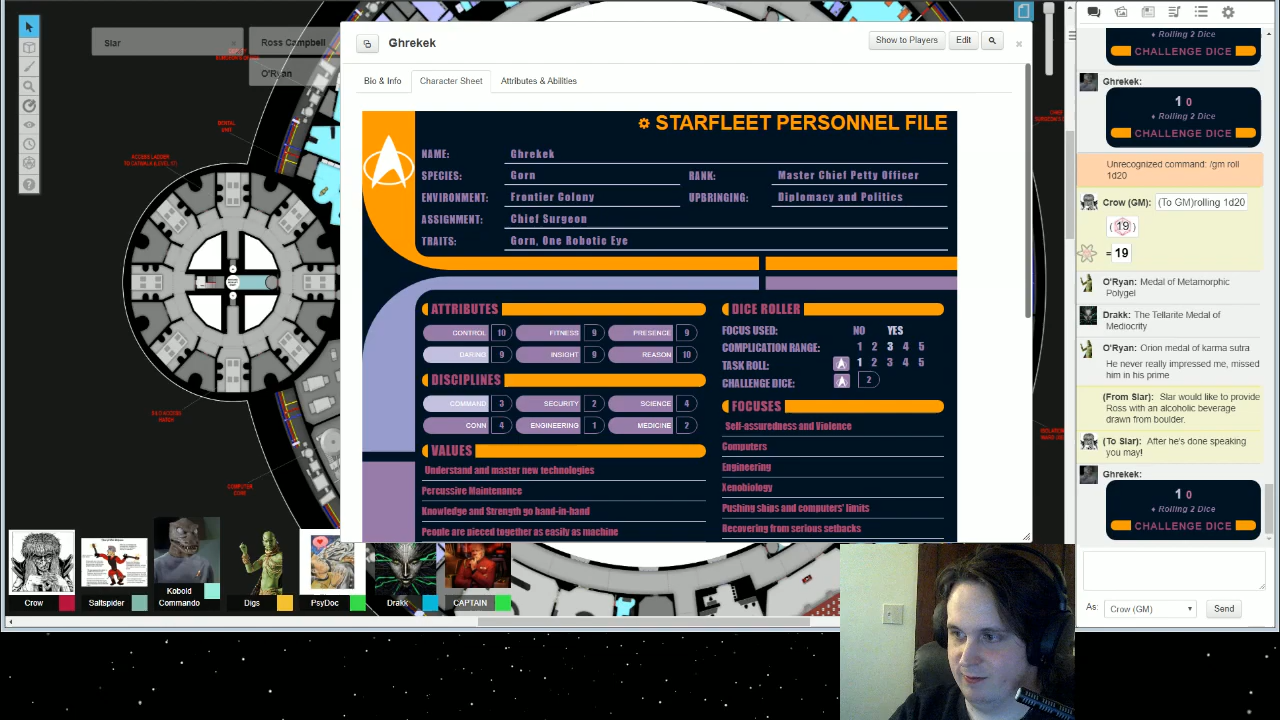 Slar
Ross Campbell
O'Ryan
Ghrekek
Show to Players
Edit
Bio & Info
Character Sheet
Attributes & Abilities
STARFLEET PERSONNEL FILE
NAME: Ghrekek
SPECIES: Gorn
RANK: Master Chief Petty Officer
ENVIRONMENT: Frontier Colony
UPBRINGING: Diplomacy and Politics
ASSIGNMENT: Chief Surgeon
TRAITS: Gorn, One Robotic Eye
ATTRIBUTES
CONTROL 10 FITNESS 9 PRESENCE 9
DARING 9 INSIGHT 9 REASON 10
DISCIPLINES
COMMAND 3 SECURITY 2 SCIENCE 4
CONN 4 ENGINEERING 1 MEDICINE 2
VALUES
Understand and master new technologies
Percussive Maintenance
Knowledge and Strength go hand-in-hand
People are pieced together as easily as machine
DICE ROLLER
FOCUS USED: NO YES
COMPLICATION RANGE: 1 2 3 4 5
TASK ROLL: 1 2 3 4 5
CHALLENGE DICE: 2
FOCUSES
Self-assuredness and Violence
Computers
Engineering
Xenobiology
Pushing ships and computers' limits
Recovering from serious setbacks
DENTAL
UNIT
ACCESS LADDER
COMPUTER
CORE
Crow
Saltspider
Kobold
Commando
Digs
PsyDoc
Drakk
CAPTAIN
♦ Rolling 2 Dice
CHALLENGE DICE
Ghrekek:
1 0
♦ Rolling 2 Dice
CHALLENGE DICE
Unrecognized command: /gm roll
1d20
Crow (GM): (To GM)rolling 1d20
(19)
= 19
O'Ryan: Medal of Metamorphic
Polygel
Drakk: The Tellarite Medal of
Mediocrity
O'Ryan: Orion medal of karma sutra
He never really impressed me, missed
him in his prime
(From Slar): Slar would like to provide
Ross with an alcoholic beverage
drawn from boulder.
(To Slar): After he's done speaking
you may!
Ghrekek:
1 0
♦ Rolling 2 Dice
CHALLENGE DICE
As: Crow (GM)
Send